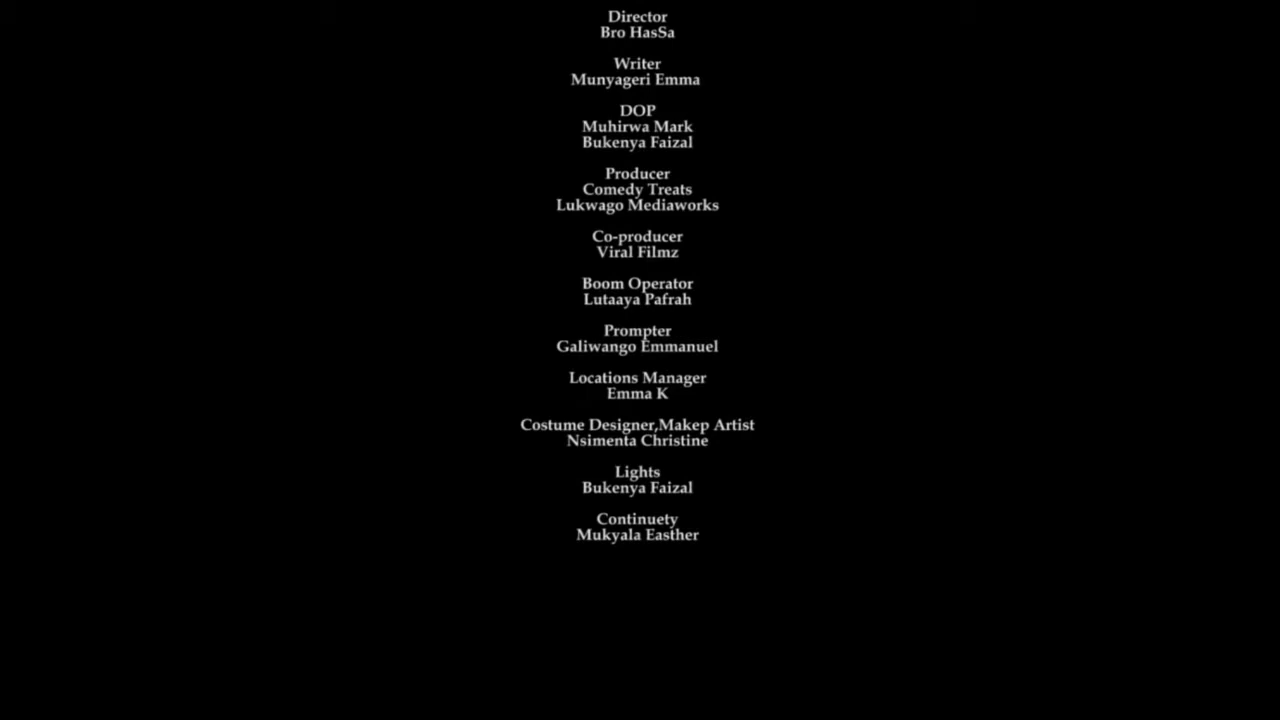 Director
Bro HasSa
Writer
Munyageri Emma
DOP
Muhirwa Mark
Bukenya Faizal
Producer
Comedy Treats
Lukwago Mediaworks
Co-producer
Viral Filmz
Boom Operator
Lutaaya Pafrah
Prompter
Galiwango Emmanuel
Locations Manager
Emma K
Costume Designer,Makep Artist
Nsimenta Christine
Lights
Bukenya Faizal
Continuety
Mukyala Easther